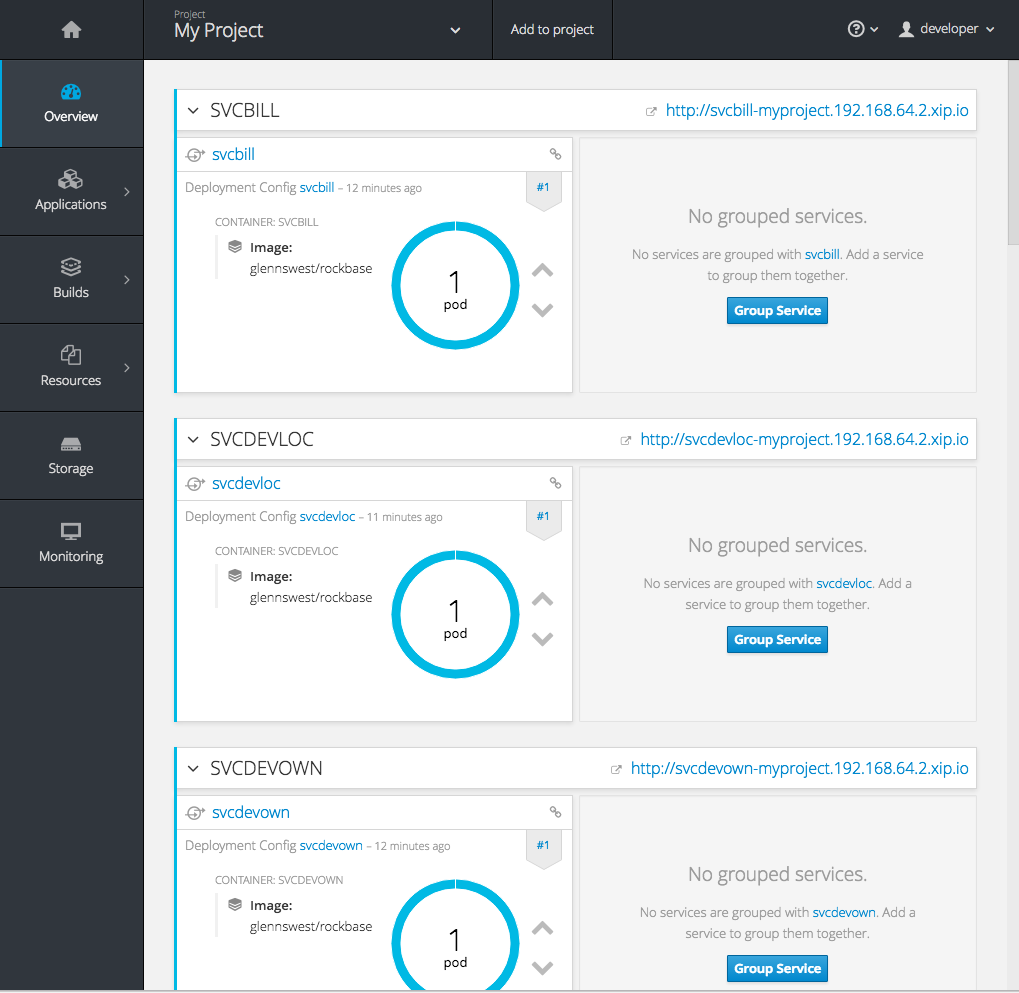 Project
My Project
Add to project
developer
Overview
Applications
Builds
Resources
Storage
Monitoring
SVCBILL
http://svcbill-myproject.192.168.64.2.xip.io
svcbill
Deployment Config svcbill – 12 minutes ago
#1
CONTAINER: SVCBILL
Image:
glennswest/rockbase
1
pod
No grouped services.
No services are grouped with svcbill. Add a service
to group them together.
Group Service
SVCDEVLOC
http://svcdevloc-myproject.192.168.64.2.xip.io
svcdevloc
Deployment Config svcdevloc – 11 minutes ago
#1
CONTAINER: SVCDEVLOC
Image:
glennswest/rockbase
1
pod
No grouped services.
No services are grouped with svcdevloc. Add a
service to group them together.
Group Service
SVCDEVOWN
http://svcdevown-myproject.192.168.64.2.xip.io
svcdevown
Deployment Config svcdevown – 12 minutes ago
#1
CONTAINER: SVCDEVOWN
Image:
glennswest/rockbase
1
pod
No grouped services.
No services are grouped with svcdevown. Add a
service to group them together.
Group Service